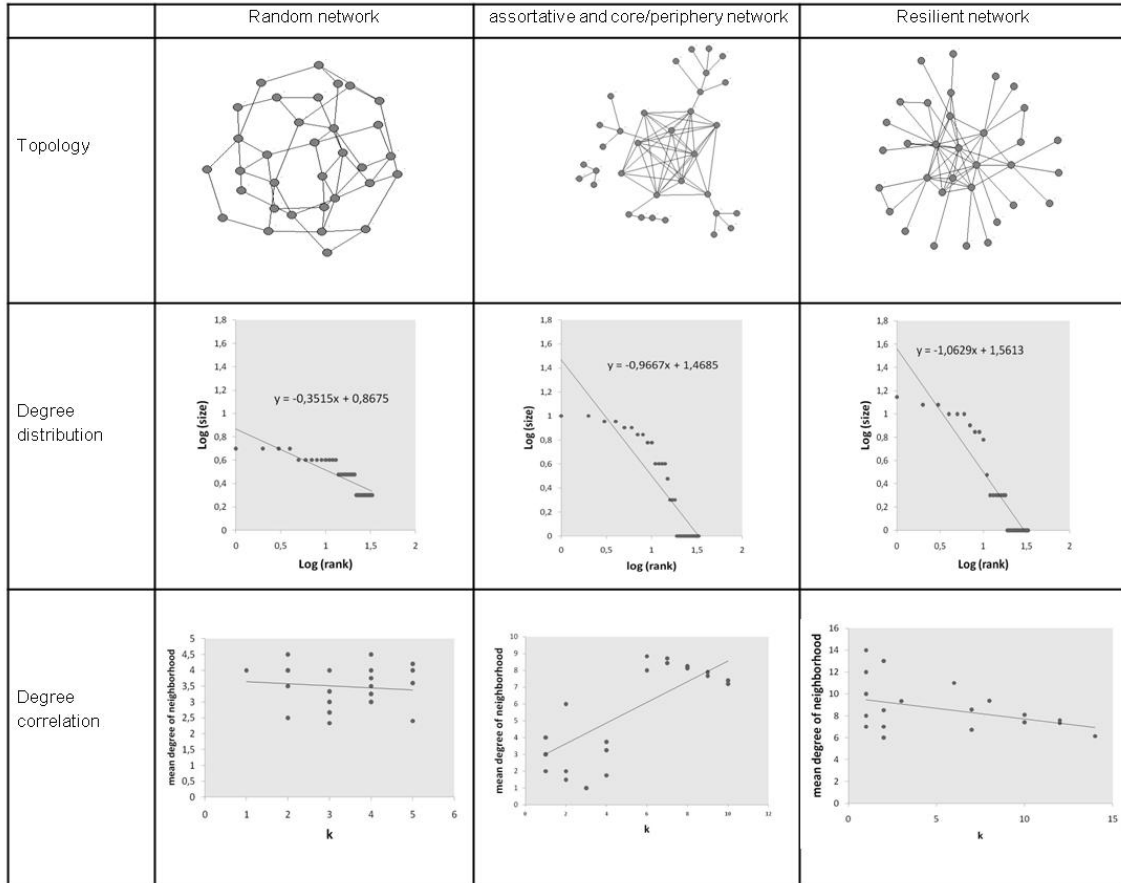 Random network
assortative and core/periphery network
Resilient network
Topology
Degree
distribution
Log (size)
1,8
1,6
1,4
1,2
1
0,8
0,6
0,4
0,2
0
y = -0,3515x + 0,8675
0 0,5 1 1,5 2
Log (rank)
Log (size)
1,8
1,6
1,4
1,2
1
0,8
0,6
0,4
0,2
0
y = -0,9667x + 1,4685
0 0,5 1 1,5 2
log (rank)
Log (size)
1,8
1,6
1,4
1,2
1
0,8
0,6
0,4
0,2
0
y = -1,0629x + 1,5613
0 0,5 1 1,5 2
Log (rank)
Degree
correlation
mean degree of neighborhood
5
4,5
4
3,5
3
2,5
2
1,5
1
0,5
0
0 1 2 3 4 5 6
k
mean degree of neighborhood
10
9
8
7
6
5
4
3
2
1
0
0 2 4 6 8 10 12
k
mean degree of neighborhood
16
14
12
10
8
6
4
2
0
0 5 10 15
k